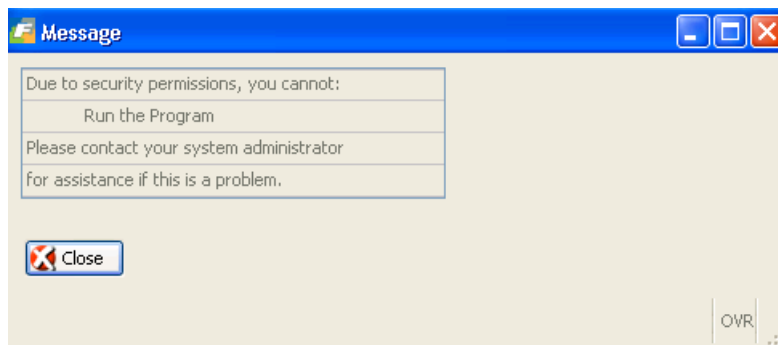 Message
Due to security permissions, you cannot:
Run the Program
Please contact your system administrator
for assistance if this is a problem.
Close
OVR